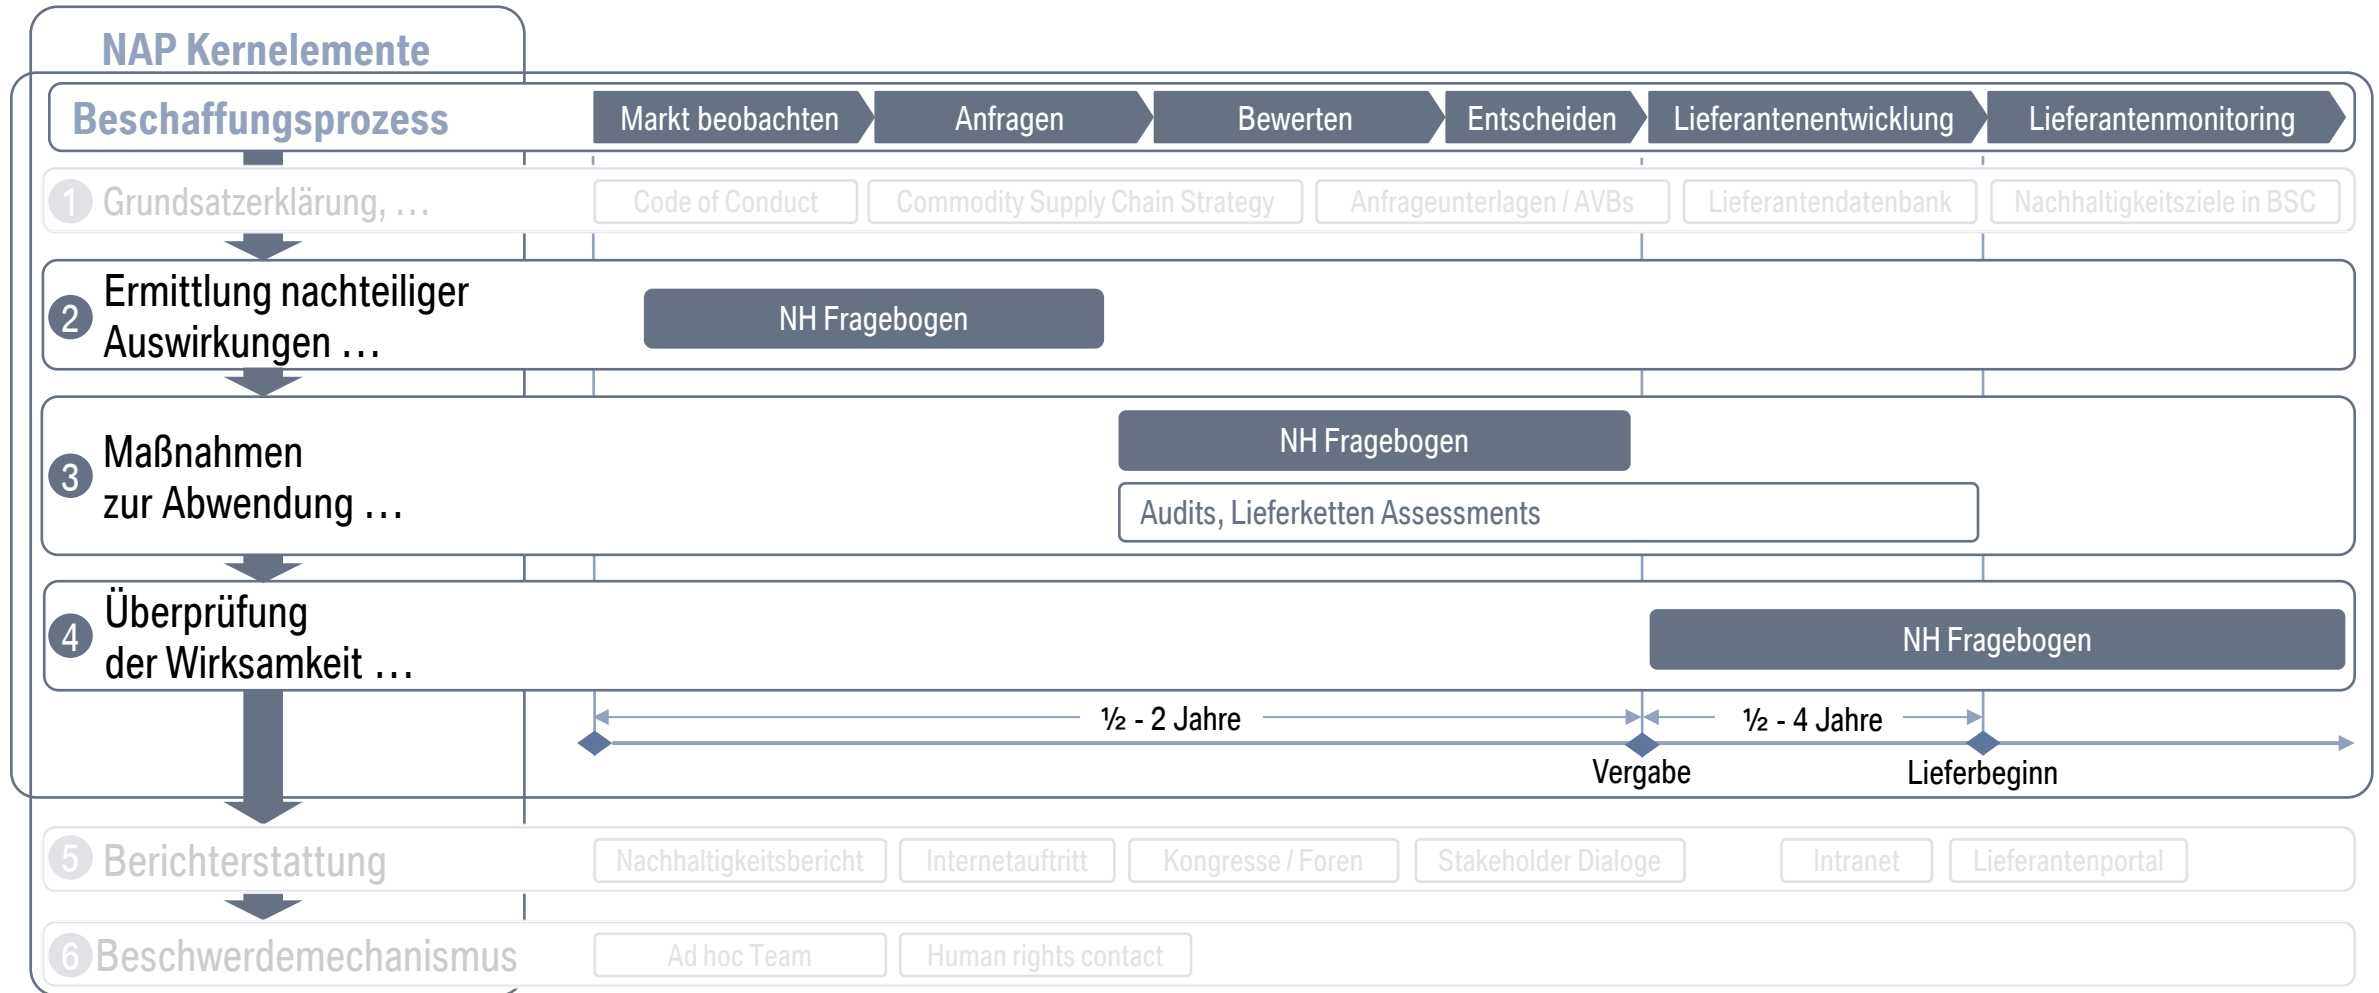 NAP Kernelemente
Beschaffungsprozess
Markt beobachten
Anfragen
Bewerten
Entscheiden
Lieferantenentwicklung
Lieferantenmonitoring
1 Grundsatzerklärung, …
Code of Conduct
Commodity Supply Chain Strategy
Anfrageunterlagen / AVBs
Lieferantendatenbank
Nachhaltigkeitsziele in BSC
2 Ermittlung nachteiliger
Auswirkungen …
NH Fragebogen
3 Maßnahmen
zur Abwendung …
NH Fragebogen
Audits, Lieferketten Assessments
4 Überprüfung
der Wirksamkeit …
NH Fragebogen
½ - 2 Jahre
½ - 4 Jahre
Vergabe
Lieferbeginn
5 Berichterstattung
Nachhaltigkeitsbericht
Internetauftritt
Kongresse / Foren
Stakeholder Dialoge
Intranet
Lieferantenportal
6 Beschwerdemechanismus
Ad hoc Team
Human rights contact